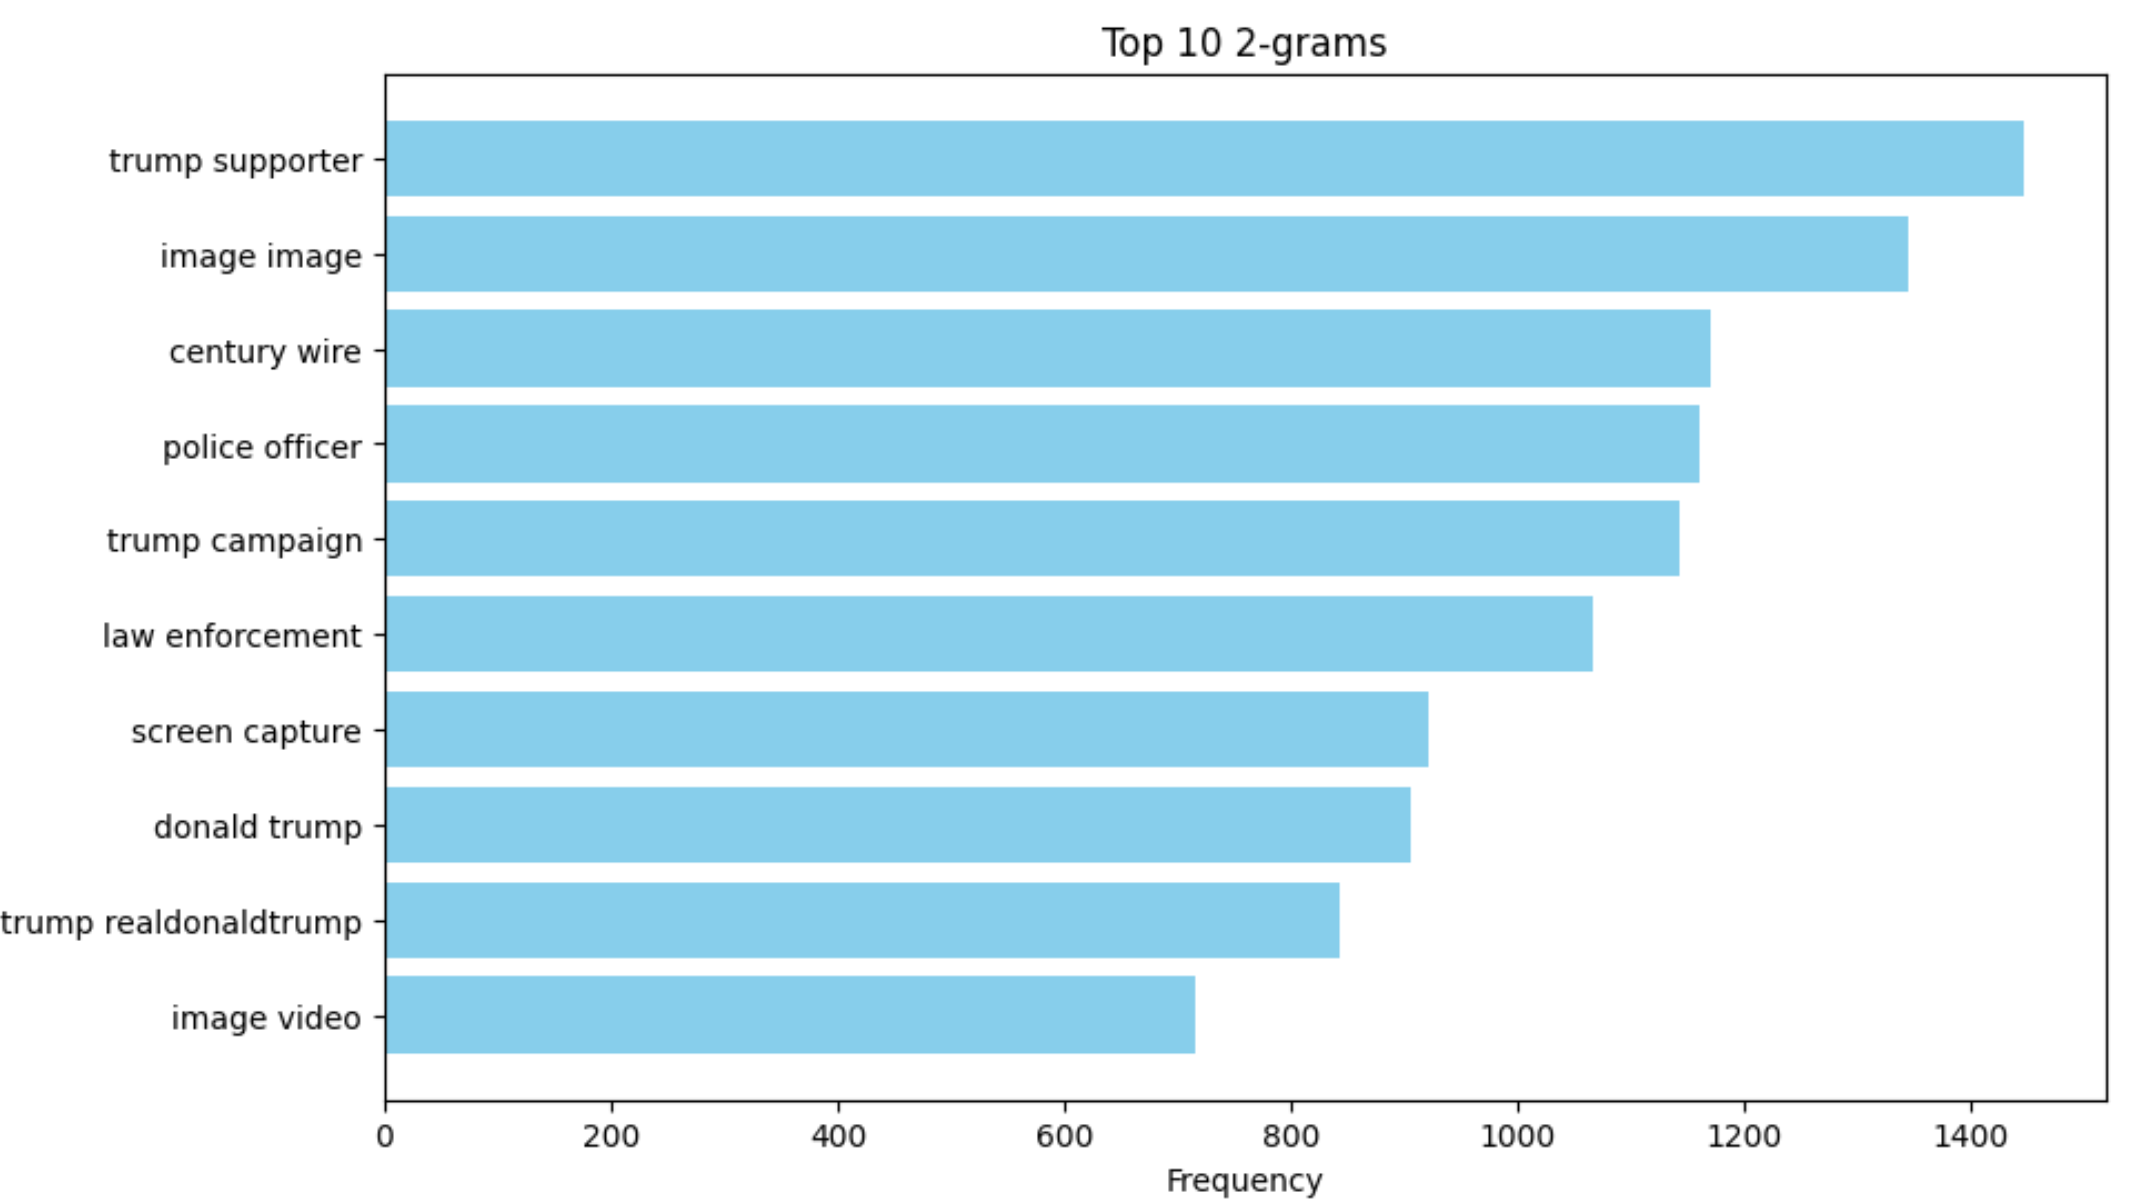 Top 10 2-grams
trump supporter
image image
century wire
police officer
trump campaign
law enforcement
screen capture
donald trump
trump realdonaldtrump
image video
0 200 400 600 800 1000 1200 1400
Frequency